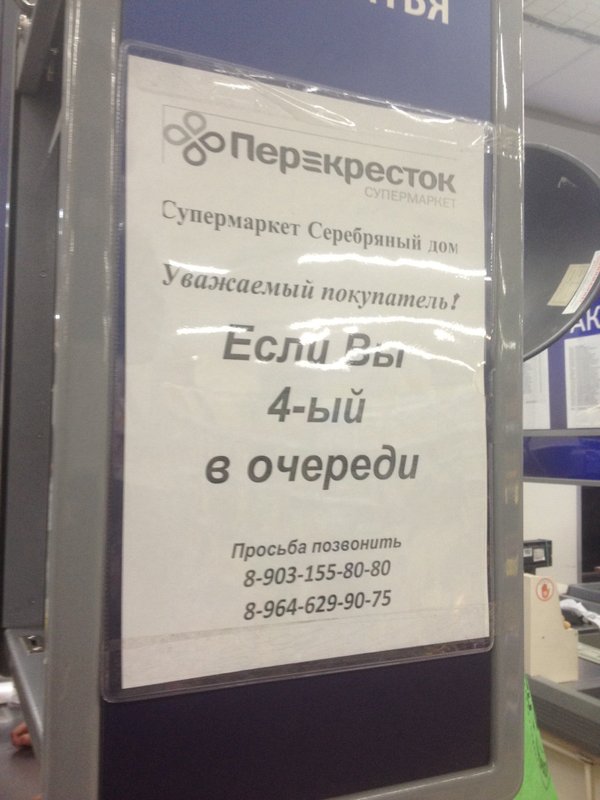 Перекресток
СУПЕРМАРКЕТ
Супермаркет Серебряный дом
Уважаемый покупатель!
Если Вы
4-ый
в очереди
Просьба позвонить
8-903-155-80-80
8-964-629-90-75